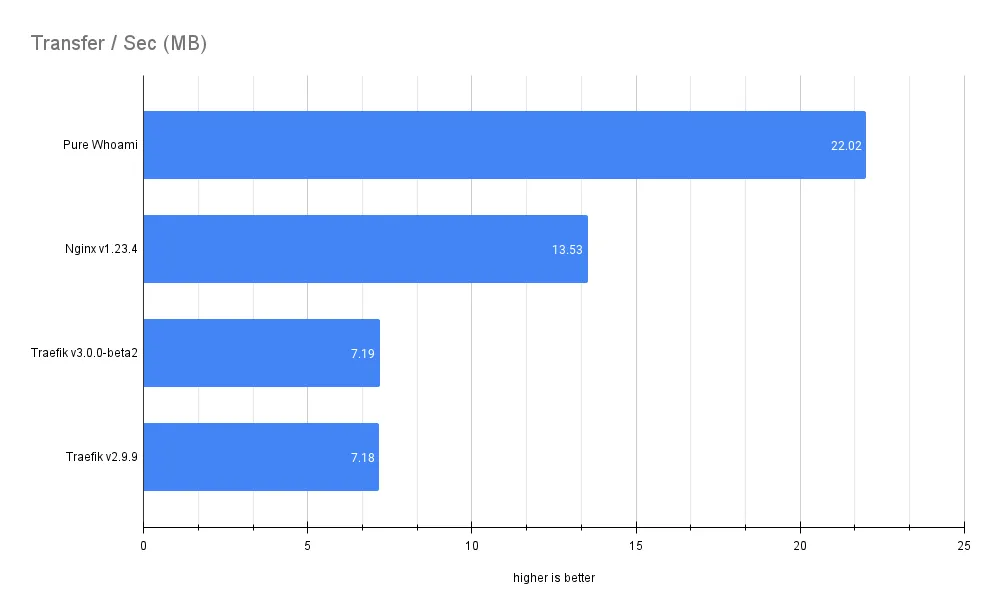 Transfer / Sec (MB)
Pure Whoami
22.02
Nginx v1.23.4
13.53
Traefik v3.0.0-beta2
7.19
Traefik v2.9.9
7.18
0 5 10 15 20 25
higher is better